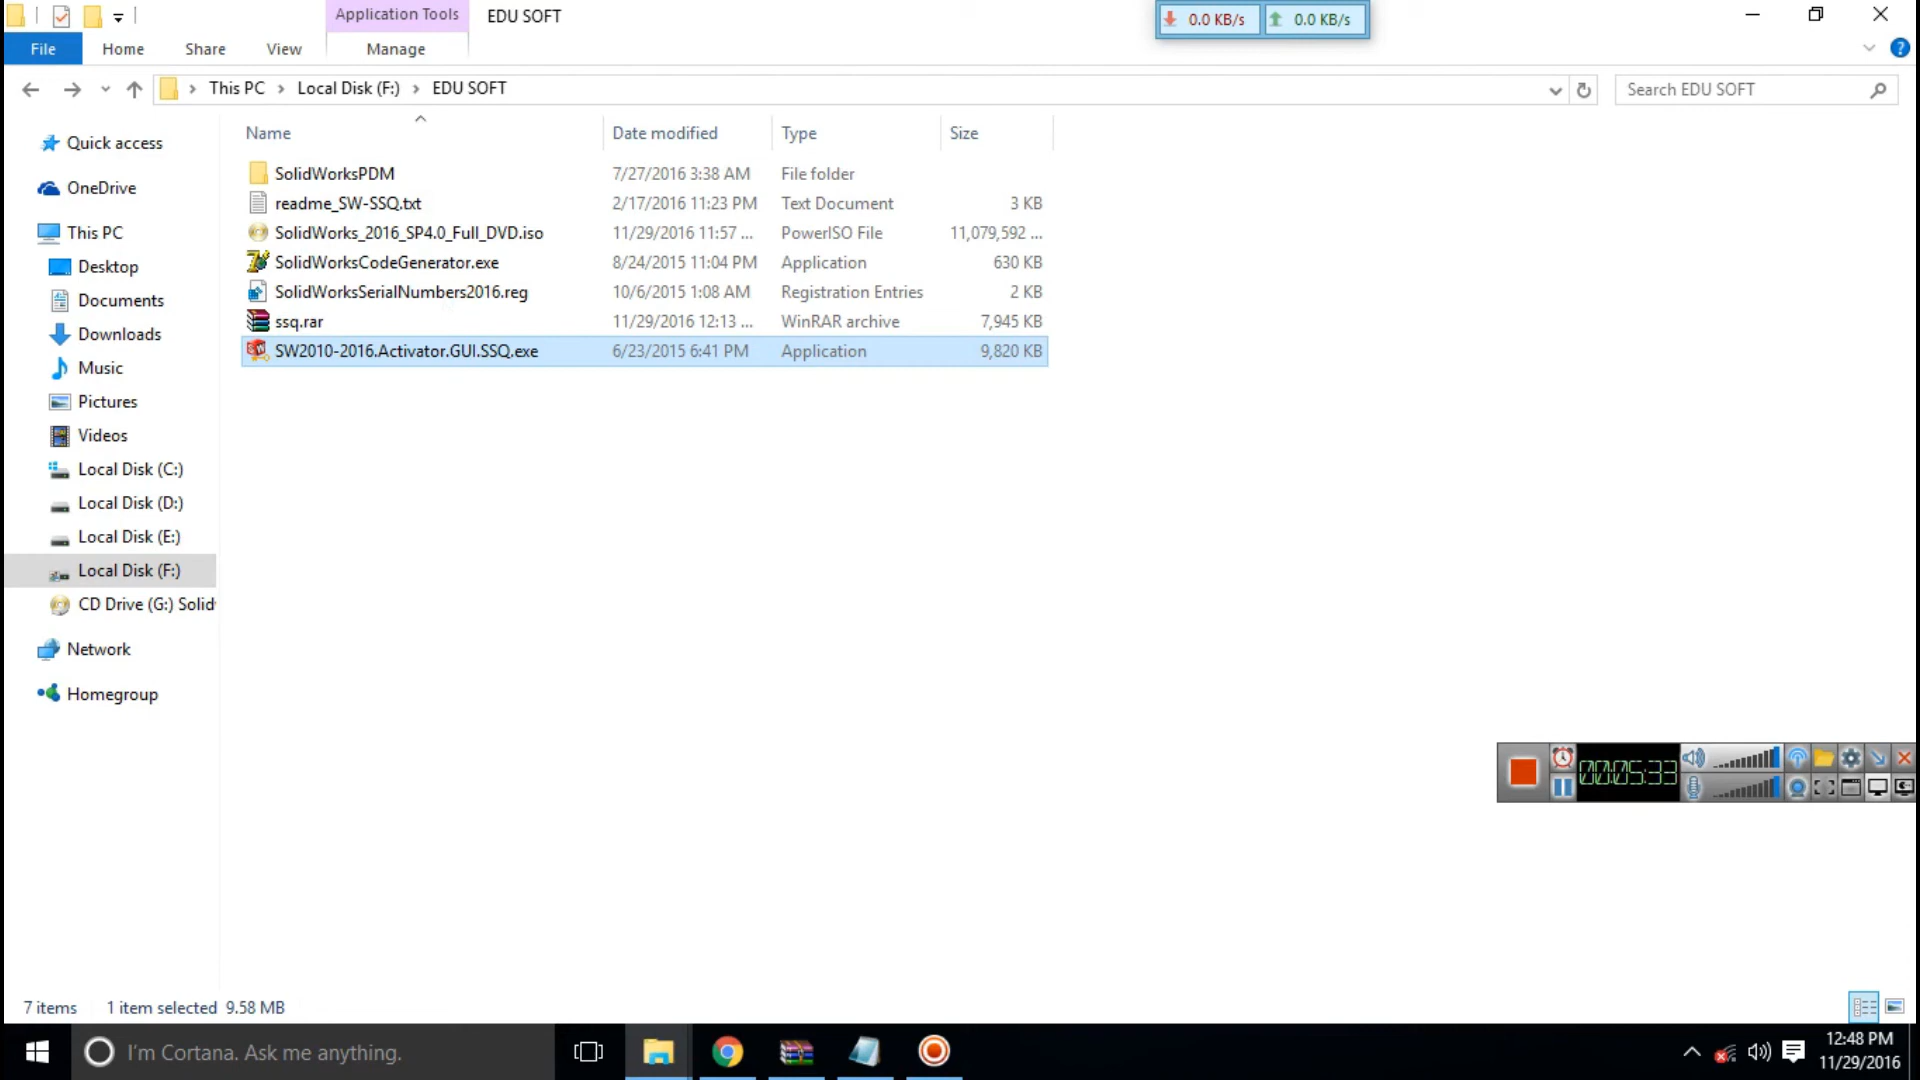 Application Tools
EDU SOFT
0.0 KB/s
0.0 KB/s
File
Home
Share
View
Manage
This PC
Local Disk (F:)
EDU SOFT
Search EDU SOFT
Name
Date modified
Type
Size
SolidWorksPDM 7/27/2016 3:38 AM File folder
readme_SW-SSQ.txt 2/17/2016 11:23 PM Text Document 3 KB
SolidWorks_2016_SP4.0_Full_DVD.iso 11/29/2016 11:57 ... PowerISO File 11,079,592 ...
SolidWorksCodeGenerator.exe 8/24/2015 11:04 PM Application 630 KB
SolidWorksSerialNumbers2016.reg 10/6/2015 1:08 AM Registration Entries 2 KB
ssq.rar 11/29/2016 12:13 ... WinRAR archive 7,945 KB
SW2010-2016.Activator.GUI.SSQ.exe 6/23/2015 6:41 PM Application 9,820 KB
Quick access
OneDrive
This PC
Desktop
Documents
Downloads
Music
Pictures
Videos
Local Disk (C:)
Local Disk (D:)
Local Disk (E:)
Local Disk (F:)
CD Drive (G:) Solid
Network
Homegroup
00:05:33
7 items
1 item selected 9.58 MB
I'm Cortana. Ask me anything.
12:48 PM
11/29/2016